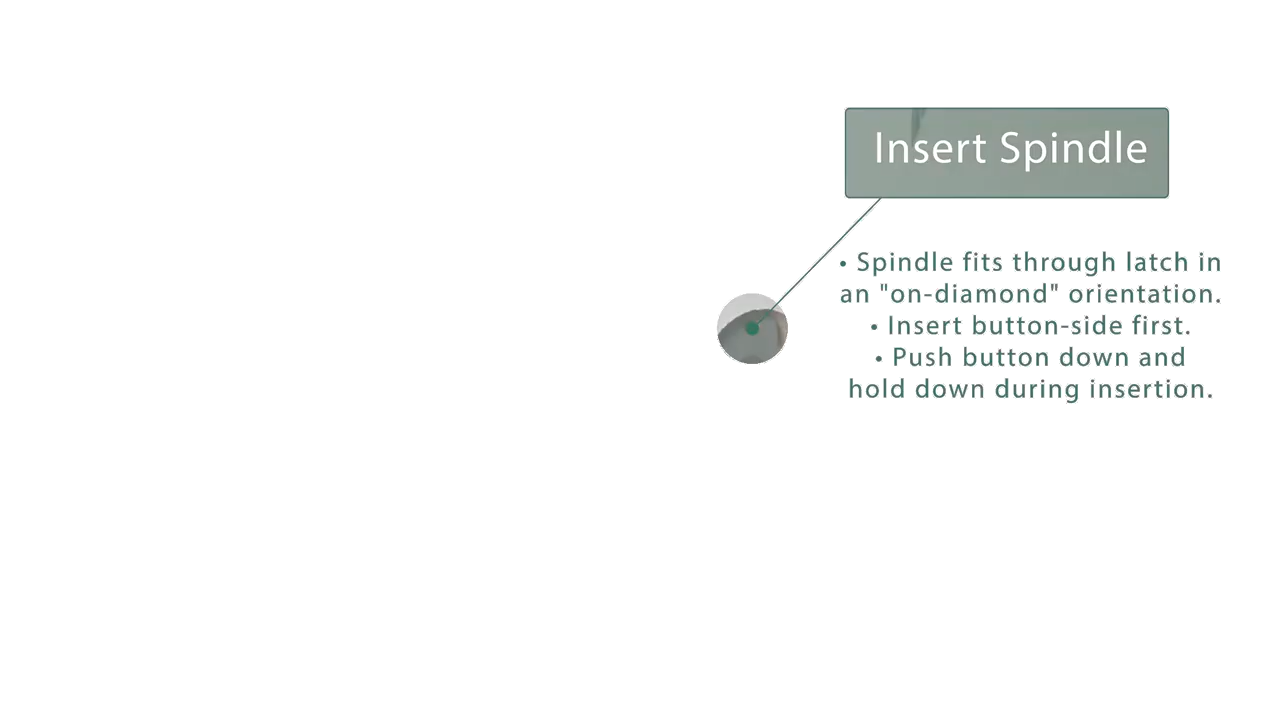 Insert Spindle
• Spindle fits through latch in
an "on-diamond" orientation.
• Insert button-side first.
• Push button down and
hold down during insertion.